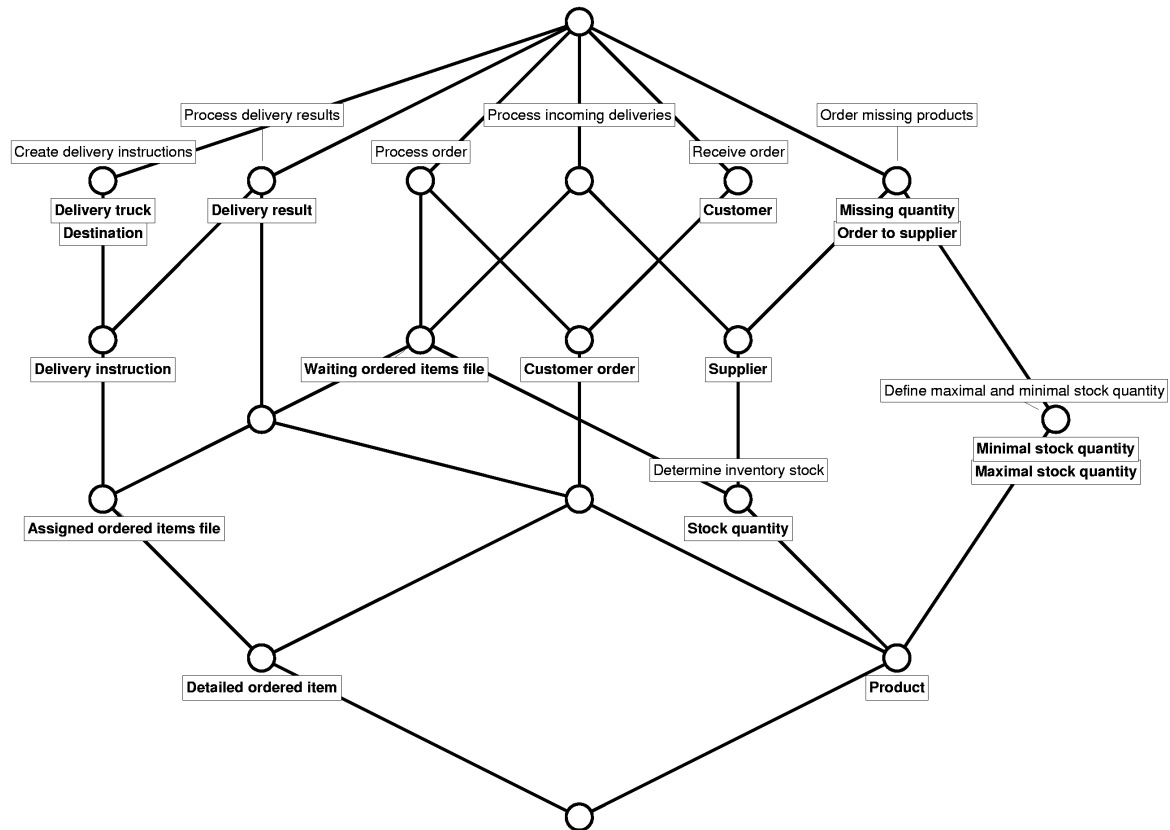 Process delivery results
Process incoming deliveries
Order missing products
Create delivery instructions
Process order
Receive order
Delivery truck
Delivery result
Customer
Missing quantity
Destination
Order to supplier
Delivery instruction
Waiting ordered items file
Customer order
Supplier
Define maximal and minimal stock quantity
Minimal stock quantity
Determine inventory stock
Maximal stock quantity
Assigned ordered items file
Stock quantity
Detailed ordered item
Product